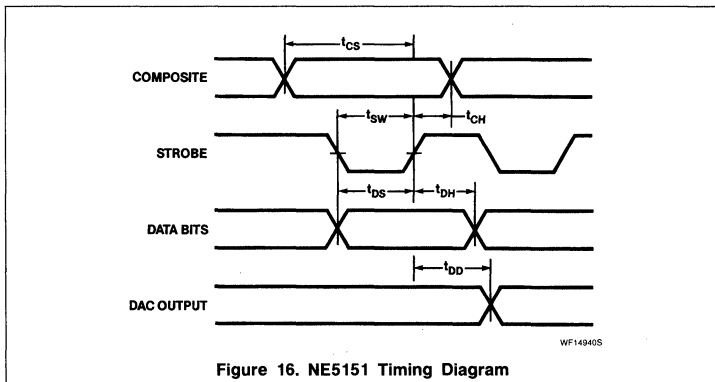 tCS
COMPOSITE
tSW
tCH
STROBE
tDS
tDH
DATA BITS
tDD
DAC OUTPUT
WF14940S
Figure 16. NE5151 Timing Diagram